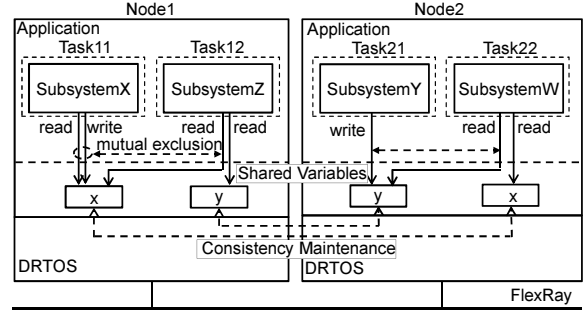 Node1 Node2
Application Application
Task11 Task12 Task21 Task22
SubsystemX SubsystemZ SubsystemY SubsystemW
read write read read write read read
mutual exclusion
Shared Variables
x y y x
Consistency Maintenance
DRTOS DRTOS
FlexRay